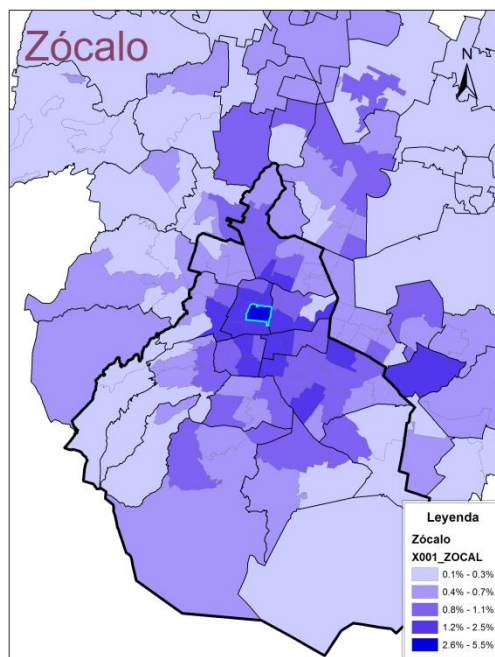 Zócalo
N
Leyenda
Zócalo
X001_ZOCAL
0.1% - 0.3%
0.4% - 0.7%
0.8% - 1.1%
1.2% - 2.5%
2.6% - 5.5%